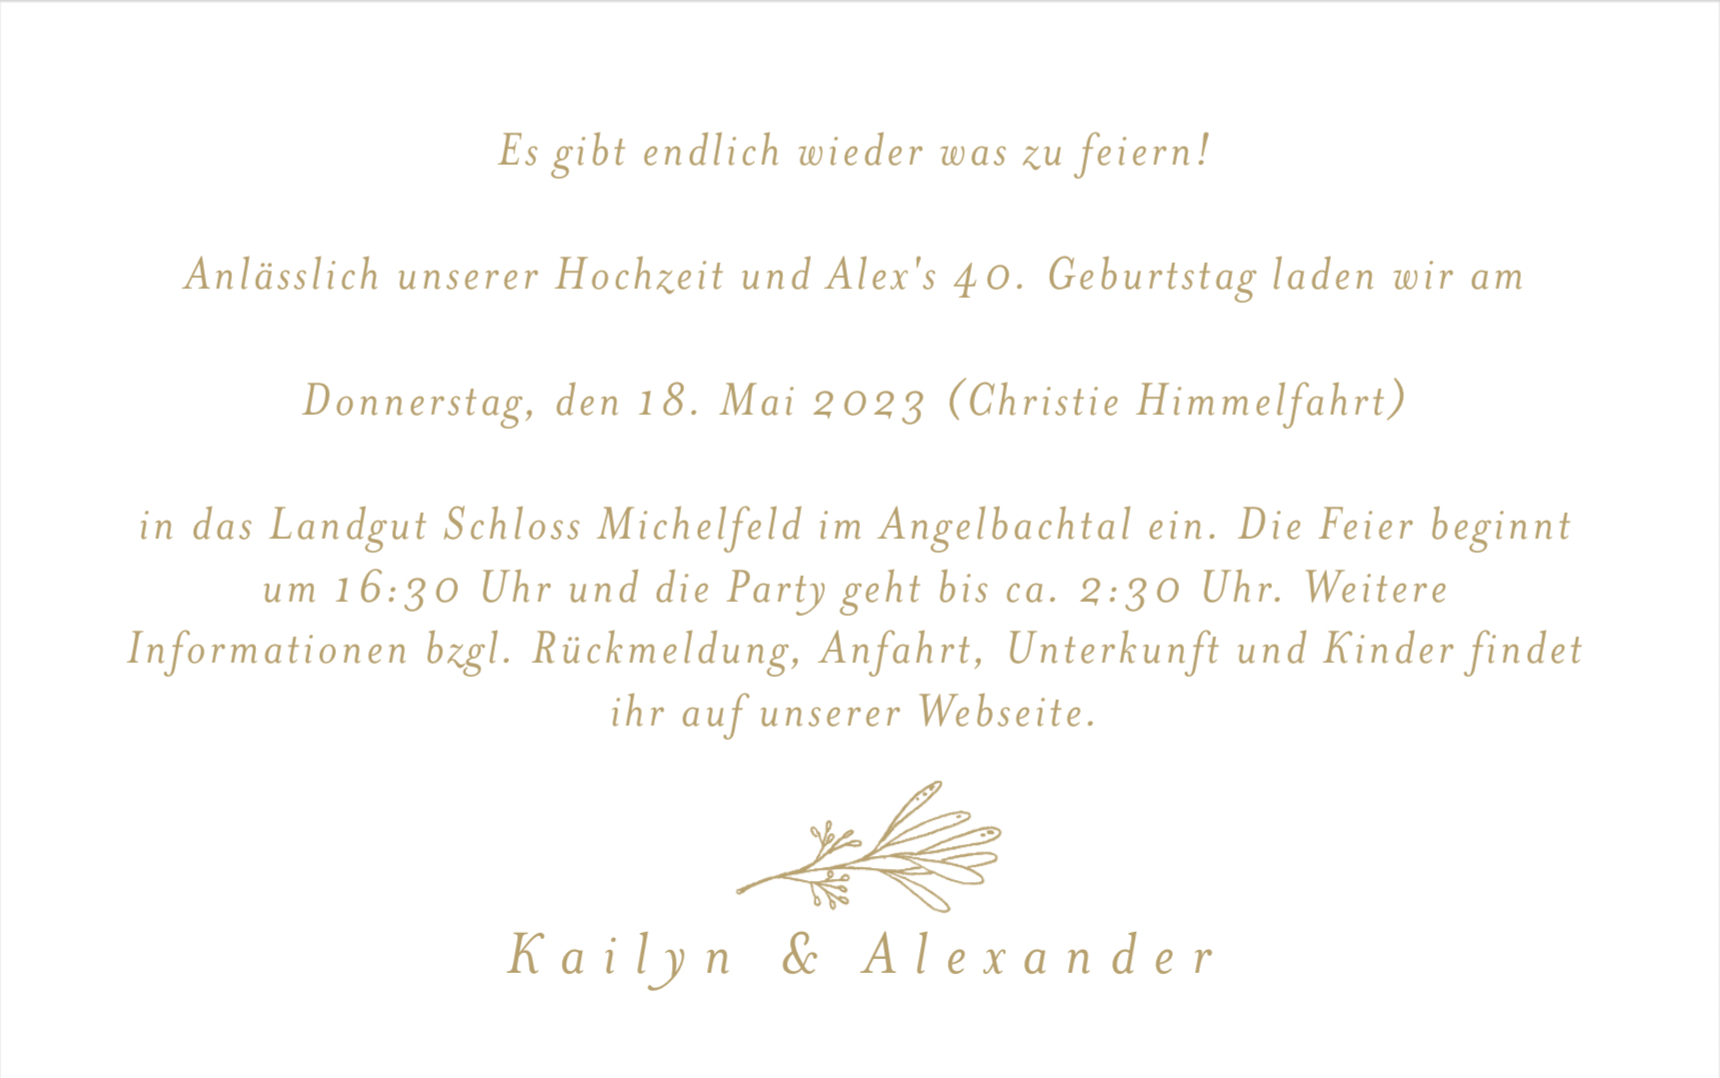 Es gibt endlich wieder was zu feiern!
Anlässlich unserer Hochzeit und Alex's 40. Geburtstag laden wir am
Donnerstag, den 18. Mai 2023 (Christie Himmelfahrt)
in das Landgut Schloss Michelfeld im Angelbachtal ein. Die Feier beginnt
um 16:30 Uhr und die Party geht bis ca. 2:30 Uhr. Weitere
Informationen bzgl. Rückmeldung, Anfahrt, Unterkunft und Kinder findet
ihr auf unserer Webseite.
Kailyn & Alexander